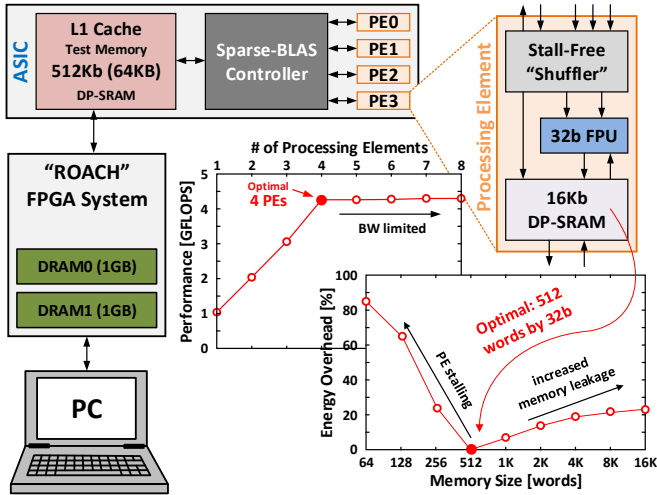 ASIC
L1 Cache
Test Memory
512Kb (64KB)
DP-SRAM
Sparse-BLAS
Controller
PE0
PE1
PE2
PE3
Processing Element
Stall-Free
“Shuffler”
32b FPU
16Kb
DP-SRAM
“ROACH”
FPGA System
DRAM0 (1GB)
DRAM1 (1GB)
PC
# of Processing Elements
1 2 3 4 5 6 7 8
Performance [GFLOPS]
5
4
3
2
1
0
Optimal
4 PEs
BW limited
Energy Overhead [%]
100
80
60
40
20
0
PE stalling
Optimal: 512
words by 32b
increased
memory leakage
64 128 256 512 1K 2K 4K 8K 16K
Memory Size [words]